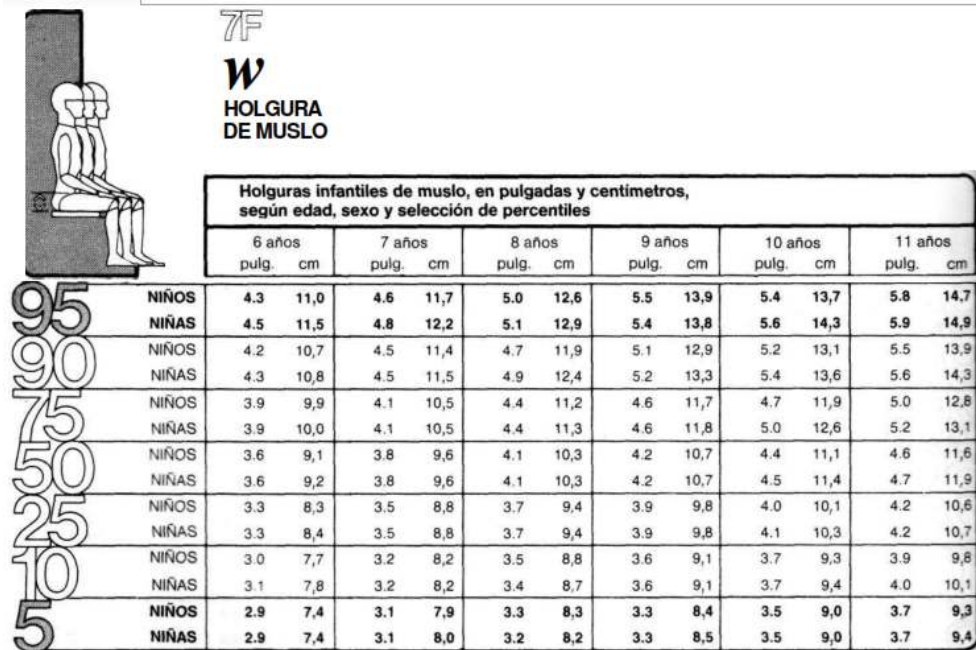 7F
w
HOLGURA
DE MUSLO
Holguras infantiles de muslo, en pulgadas y centímetros,
según edad, sexo y selección de percentiles
6 años 7 años 8 años 9 años 10 años 11 años
pulg. cm pulg. cm pulg. cm pulg. cm pulg. cm pulg. cm
95 NIÑOS 4.3 11,0 4.6 11,7 5.0 12,6 5.5 13,9 5.4 13,7 5.8 14,7
NIÑAS 4.5 11,5 4.8 12,2 5.1 12,9 5.4 13,8 5.6 14,3 5.9 14,9
90 NIÑOS 4.2 10,7 4.5 11,4 4.7 11,9 5.1 12,9 5.2 13,1 5.5 13,9
NIÑAS 4.3 10,8 4.5 11,5 4.9 12,4 5.2 13,3 5.4 13,6 5.6 14,3
75 NIÑOS 3.9 9,9 4.1 10,5 4.4 11,2 4.6 11,7 4.7 11,9 5.0 12,8
NIÑAS 3.9 10,0 4.1 10,5 4.4 11,3 4.6 11,8 5.0 12,6 5.2 13,1
50 NIÑOS 3.6 9,1 3.8 9,6 4.1 10,3 4.2 10,7 4.4 11,1 4.6 11,6
NIÑAS 3.6 9,2 3.8 9,6 4.1 10,3 4.2 10,7 4.5 11,4 4.7 11,9
25 NIÑOS 3.3 8,3 3.5 8,8 3.7 9,4 3.9 9,8 4.0 10,1 4.2 10,6
NIÑAS 3.3 8,4 3.5 8,8 3.7 9,4 3.9 9,8 4.1 10,3 4.2 10,7
10 NIÑOS 3.0 7,7 3.2 8,2 3.5 8,8 3.6 9,1 3.7 9,3 3.9 9,8
NIÑAS 3.1 7,8 3.2 8,2 3.4 8,7 3.6 9,1 3.7 9,4 4.0 10,1
5 NIÑOS 2.9 7,4 3.1 7,9 3.3 8,3 3.3 8,4 3.5 9,0 3.7 9,3
NIÑAS 2.9 7,4 3.1 8,0 3.2 8,2 3.3 8,5 3.5 9,0 3.7 9,4